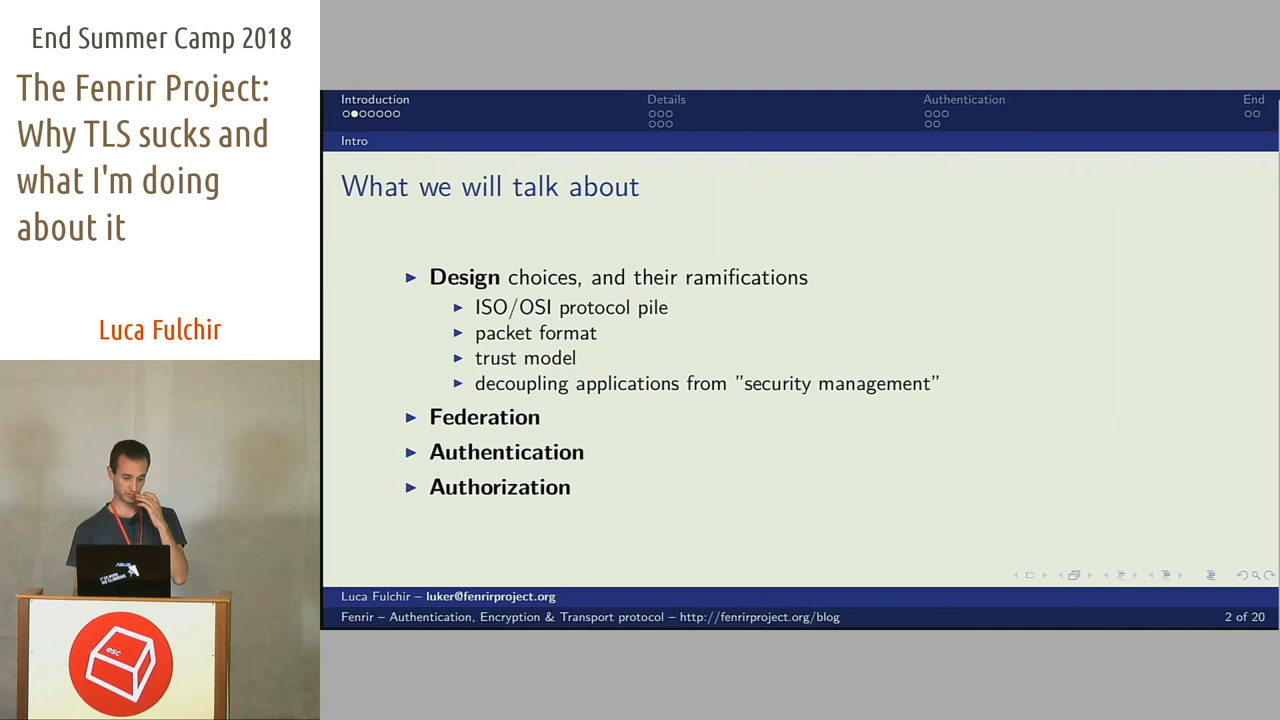 End Summer Camp 2018
The Fenrir Project:
Why TLS sucks and
what I'm doing
about it
Luca Fulchir
esc
Introduction
Details
Authentication
End
Intro
What we will talk about
Design choices, and their ramifications
ISO/OSI protocol pile
packet format
trust model
decoupling applications from "security management"
Federation
Authentication
Authorization
Luca Fulchir – luker@fenrirproject.org
Fenrir – Authentication, Encryption & Transport protocol – http://fenrirproject.org/blog
2 of 20